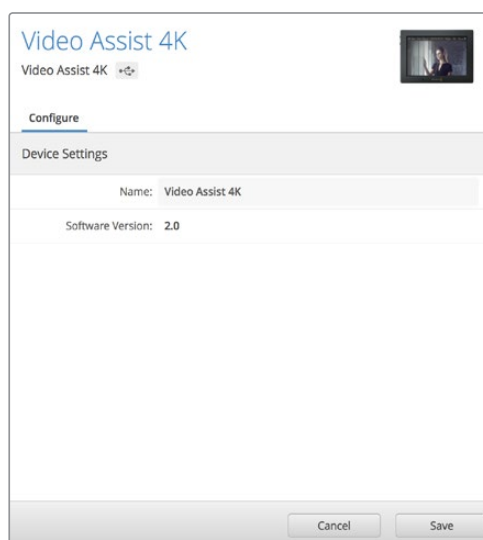 Video Assist 4K
Video Assist 4K
Configure
Device Settings
Name: Video Assist 4K
Software Version: 2.0
Cancel Save